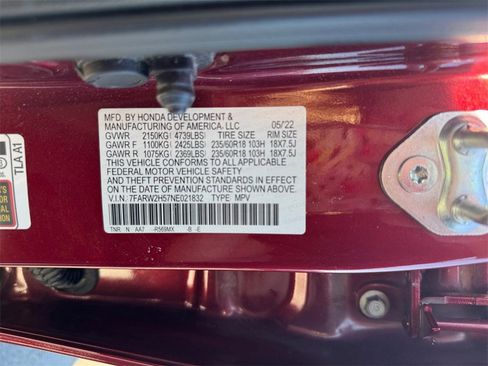 MFD. BY HONDA DEVELOPMENT &
MANUFACTURING OF AMERICA, LLC 05/22
GVWR 2150KG( 4739LBS) TIRE SIZE RIM SIZE
GAWR F 1100KG( 2425LBS) 235/60R18 103H 18X7.5J
GAWR R 1075KG( 2369LBS) 235/60R18 103H 18X7.5J
THIS VEHICLE CONFORMS TO ALL APPLICABLE
FEDERAL MOTOR VEHICLE SAFETY
AND THEFT PREVENTION STANDARDS IN EFFECT
ON THE DATE OF MANUFACTURE SHOWN ABOVE.
V.I.N.: 7FARW2H57NE021832 TYPE: MPV
TNR N AA7 -R569MX -B -E
TLA A1